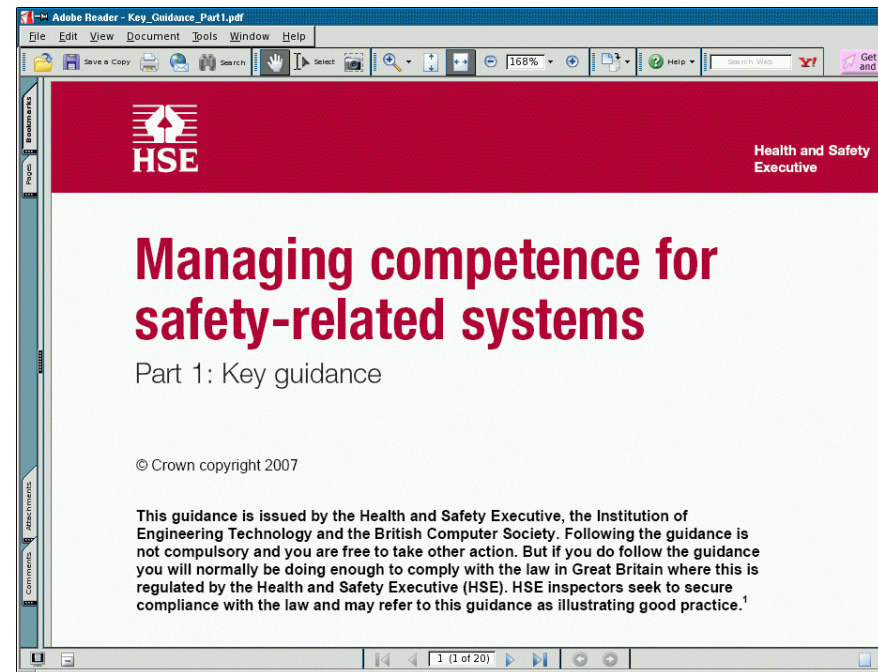 Adobe Reader - Key_Guidance_Part1.pdf
File Edit View Document Tools Window Help
Save a Copy Search Select 168% Help Search Web Y! Get and
Bookmarks
Pages
Attachments
Comments
HSE
Health and Safety
Executive
Managing competence for
safety-related systems
Part 1: Key guidance
© Crown copyright 2007
This guidance is issued by the Health and Safety Executive, the Institution of
Engineering Technology and the British Computer Society. Following the guidance is
not compulsory and you are free to take other action. But if you do follow the guidance
you will normally be doing enough to comply with the law in Great Britain where this is
regulated by the Health and Safety Executive (HSE). HSE inspectors seek to secure
compliance with the law and may refer to this guidance as illustrating good practice.¹
1 (1 of 20)